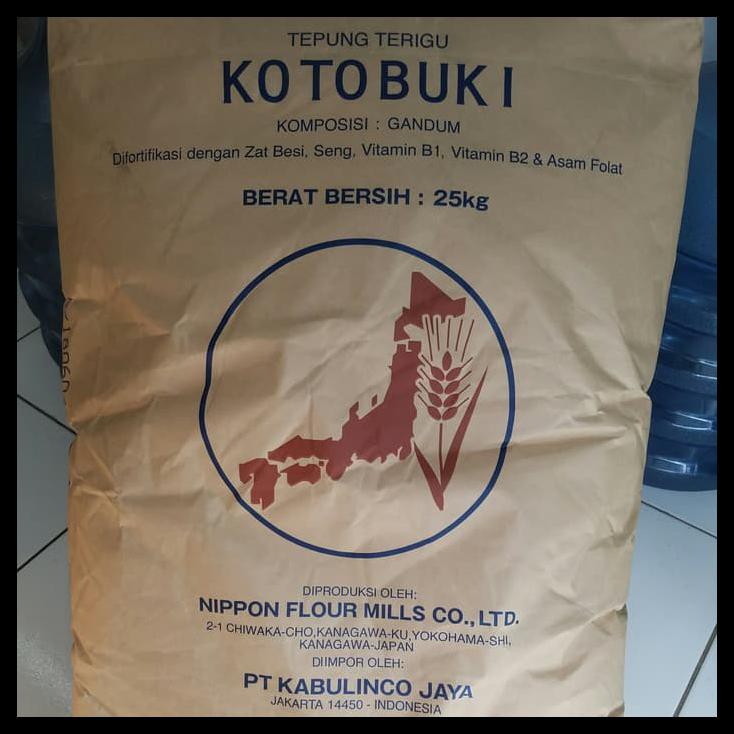 TEPUNG TERIGU
KOTOBUKI
KOMPOSISI : GANDUM
Difortifikasi dengan Zat Besi, Seng, Vitamin B1, Vitamin B2 & Asam Folat
BERAT BERSIH : 25kg
DIPRODUKSI OLEH:
NIPPON FLOUR MILLS CO.,LTD.
2-1 CHIWAKA-CHO,KANAGAWA-KU,YOKOHAMA-SHI,
KANAGAWA-JAPAN
DIIMPOR OLEH:
PT KABULINCO JAYA
JAKARTA 14450 - INDONESIA